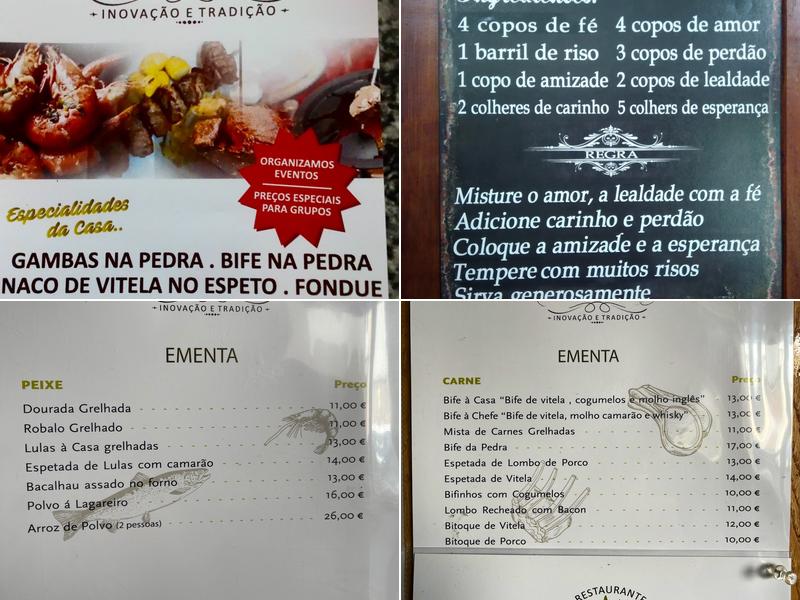 INOVAÇÃO E TRADIÇÃO
ORGANIZAMOS
EVENTOS
PREÇOS ESPECIAIS
PARA GRUPOS
Especialidades
da Casa..
GAMBAS NA PEDRA . BIFE NA PEDRA
NACO DE VITELA NO ESPETO . FONDUE
4 copos de fé 4 copos de amor
1 barril de riso 3 copos de perdão
1 copo de amizade 2 copos de lealdade
2 colheres de carinho 5 colhers de esperança
REGRA
Misture o amor, a lealdade com a fé
Adicione carinho e perdão
Coloque a amizade e a esperança
Tempere com muitos risos
Sirva generosamente
INOVAÇÃO E TRADIÇÃO
EMENTA
PEIXE Preço
Dourada Grelhada 11,00 €
Robalo Grelhado 11,00 €
Lulas à Casa grelhadas 13,00 €
Espetada de Lulas com camarão 14,00 €
Bacalhau assado no forno 13,00 €
Polvo á Lagareiro 16,00 €
Arroz de Polvo (2 pessoas) 26,00 €
INOVAÇÃO E TRADIÇÃO
EMENTA
CARNE Preço
Bife à Casa “Bife de vitela , cogumelos e molho inglês” 13,00 €
Bife à Chefe “Bife de vitela, molho camarão e whisky” 13,00 €
Mista de Carnes Grelhadas 11,00 €
Bife da Pedra 17,00 €
Espetada de Lombo de Porco 13,00 €
Espetada de Vitela 14,00 €
Bifinhos com Cogumelos 10,00 €
Lombo Recheado com Bacon 11,00 €
Bitoque de Vitela 12,00 €
Bitoque de Porco 10,00 €
RESTAURANTE